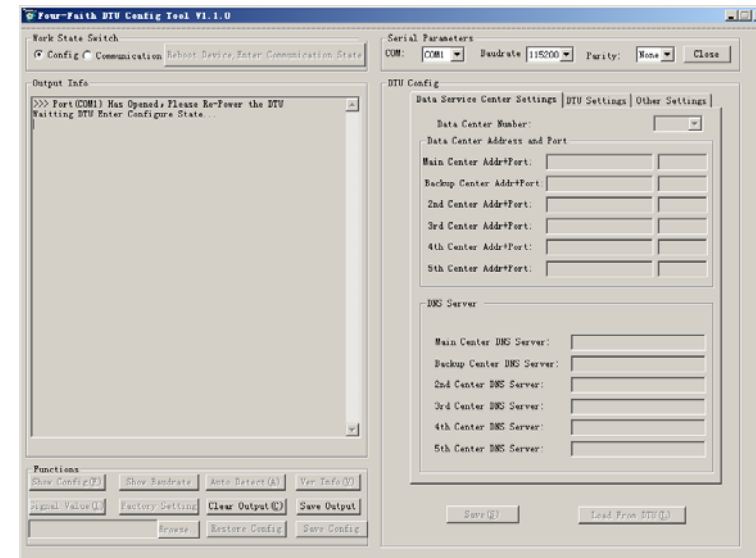 Four-Faith DTU Config Tool V1.1.0
Work State Switch
Config Communication Reboot Device,Enter Communication State
Serial Parameters
COM: COM1 Baudrate 115200 Parity: None Close
Output Info
>>> Port(COM1) Has Opened, Please Re-Power the DTU
Waitting DTU Enter Configure State...
DTU Config
Data Service Center Settings DTU Settings Other Settings
Data Center Number:
Data Center Address and Port
Main Center Addr+Port:
Backup Center Addr+Port:
2nd Center Addr+Port:
3rd Center Addr+Port:
4th Center Addr+Port:
5th Center Addr+Port:
DNS Server
Main Center DNS Server:
Backup Center DNS Server:
2nd Center DNS Server:
3rd Center DNS Server:
4th Center DNS Server:
5th Center DNS Server:
Functions
Show Config(P) Show Baudrate Auto Detect(A) Ver Info(V)
Signal Value(I) Factory Setting Clear Output(C) Save Output
Browse Restore Config Save Config
Save(S) Load From DTU(L)